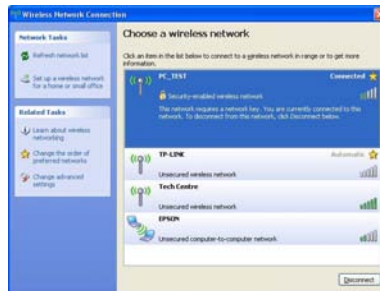 Wireless Network Connection
Network Tasks
Refresh network list
Set up a wireless network
for a home or small office
Related Tasks
Learn about wireless
networking
Change the order of
preferred networks
Change advanced
settings
Choose a wireless network
Click an item in the list below to connect to a wireless network in range or to get more
information.
PC_TEST
Connected
Security-enabled wireless network
This network requires a network key. You are currently connected to this
network. To disconnect from this network, click Disconnect below.
TP-LINK
Automatic
Unsecured wireless network
Tech Centre
Unsecured wireless network
EPSON
Unsecured computer-to-computer network
Disconnect